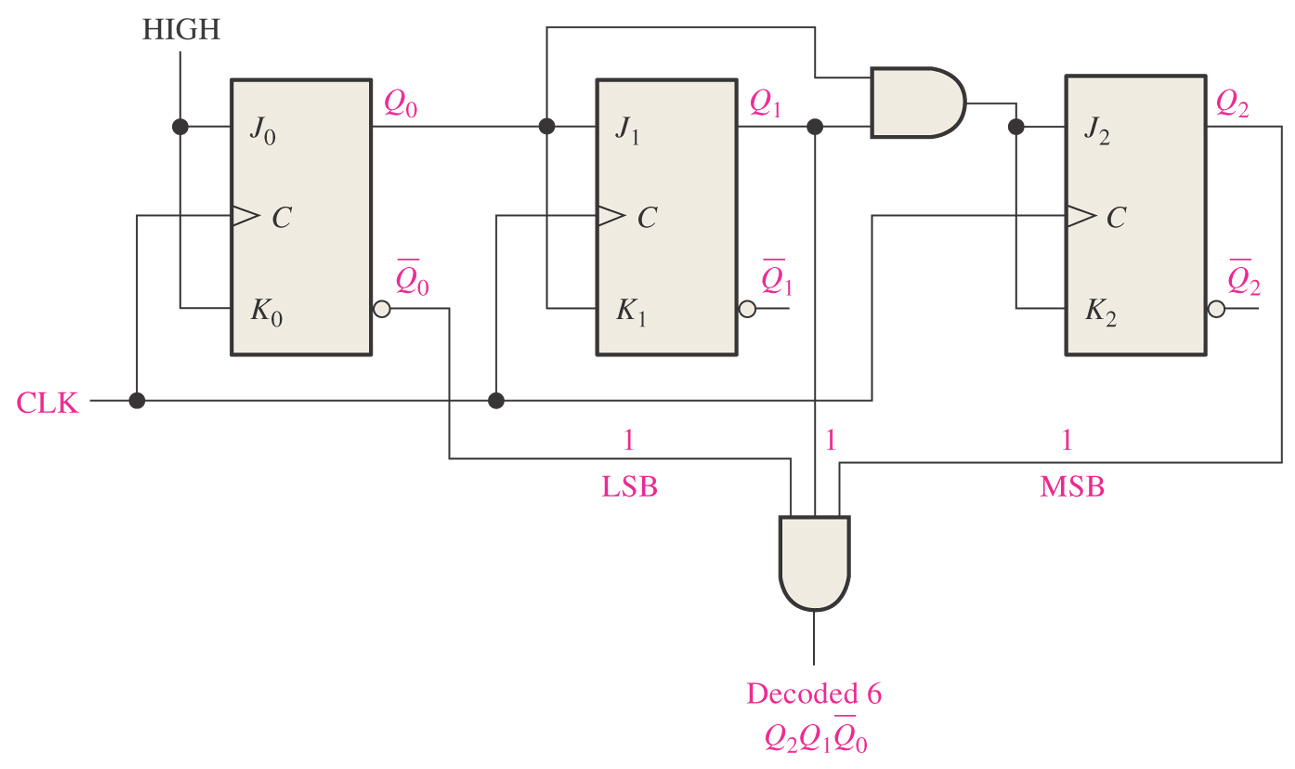 HIGH
Q₀ Q₁ Q₂
J₀ J₁ J₂
C C C
Q̅₀ Q̅₁ Q̅₂
K₀ K₁ K₂
CLK
1 1 1
LSB MSB
Decoded 6
Q₂Q₁Q̅₀